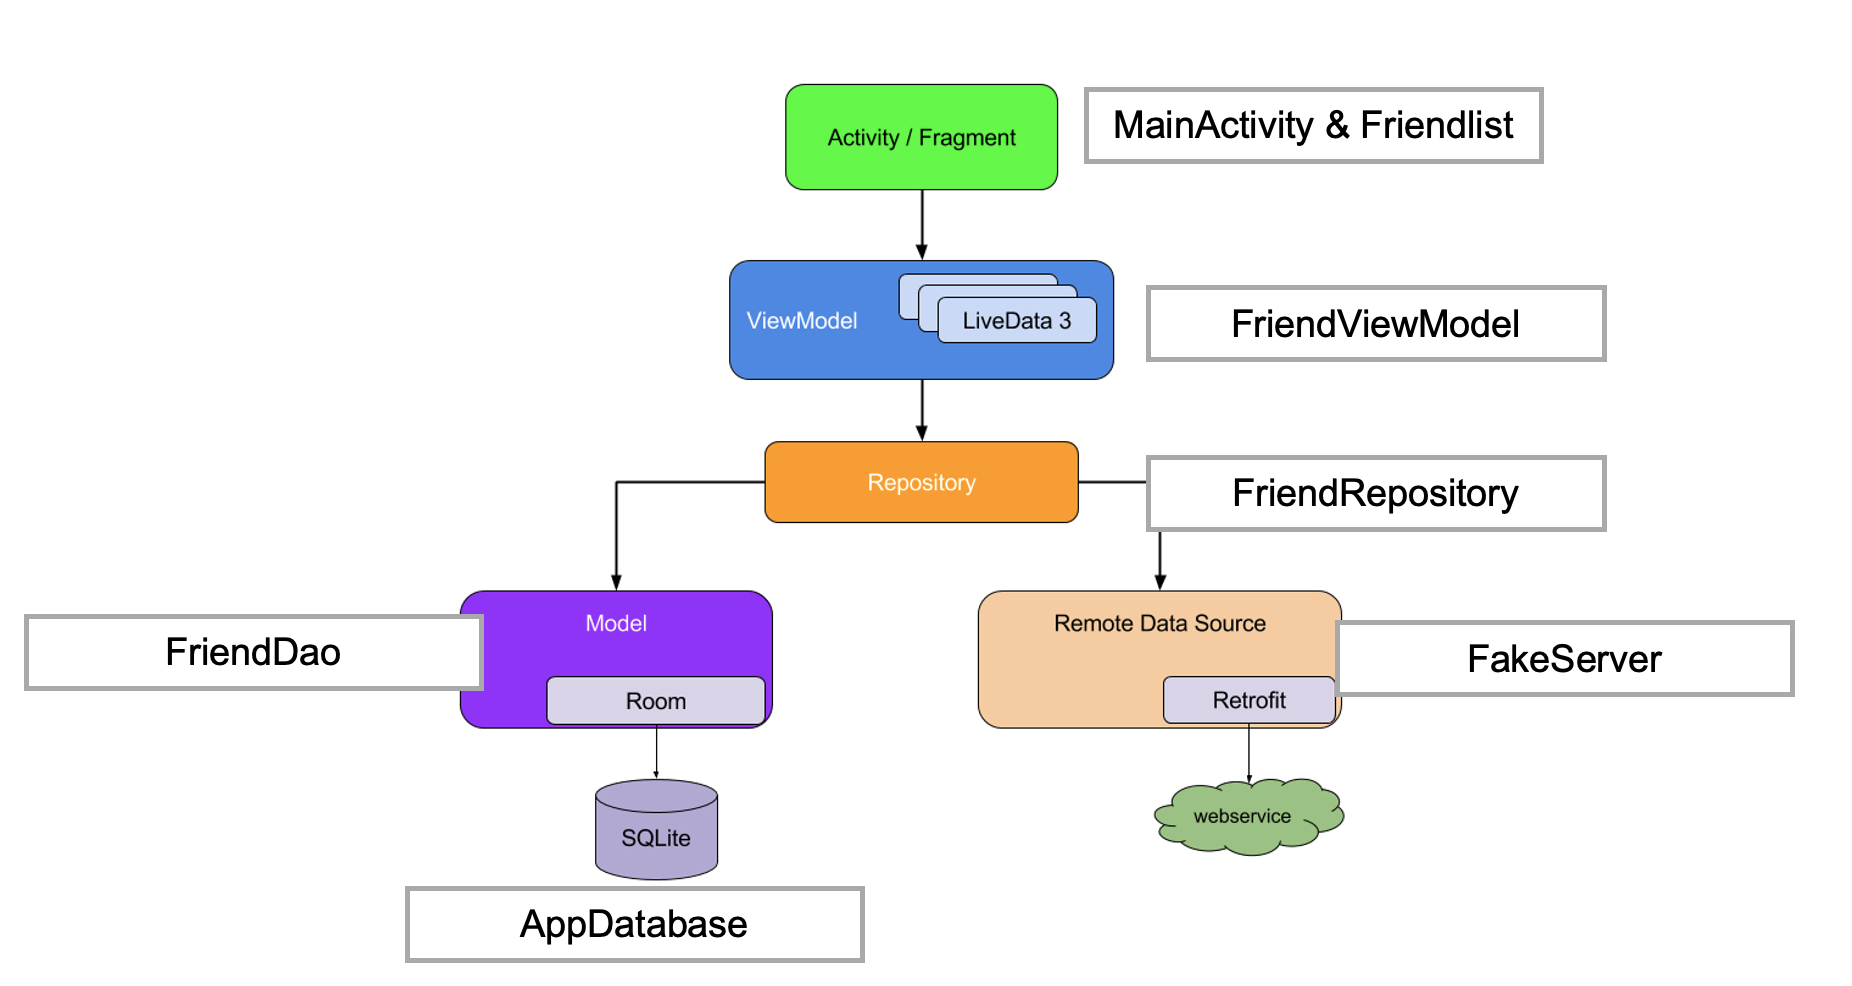 Activity / Fragment
MainActivity & Friendlist
ViewModel
LiveData 3
FriendViewModel
Repository
FriendRepository
Model
Remote Data Source
FriendDao
FakeServer
Room
Retrofit
SQLite
webservice
AppDatabase